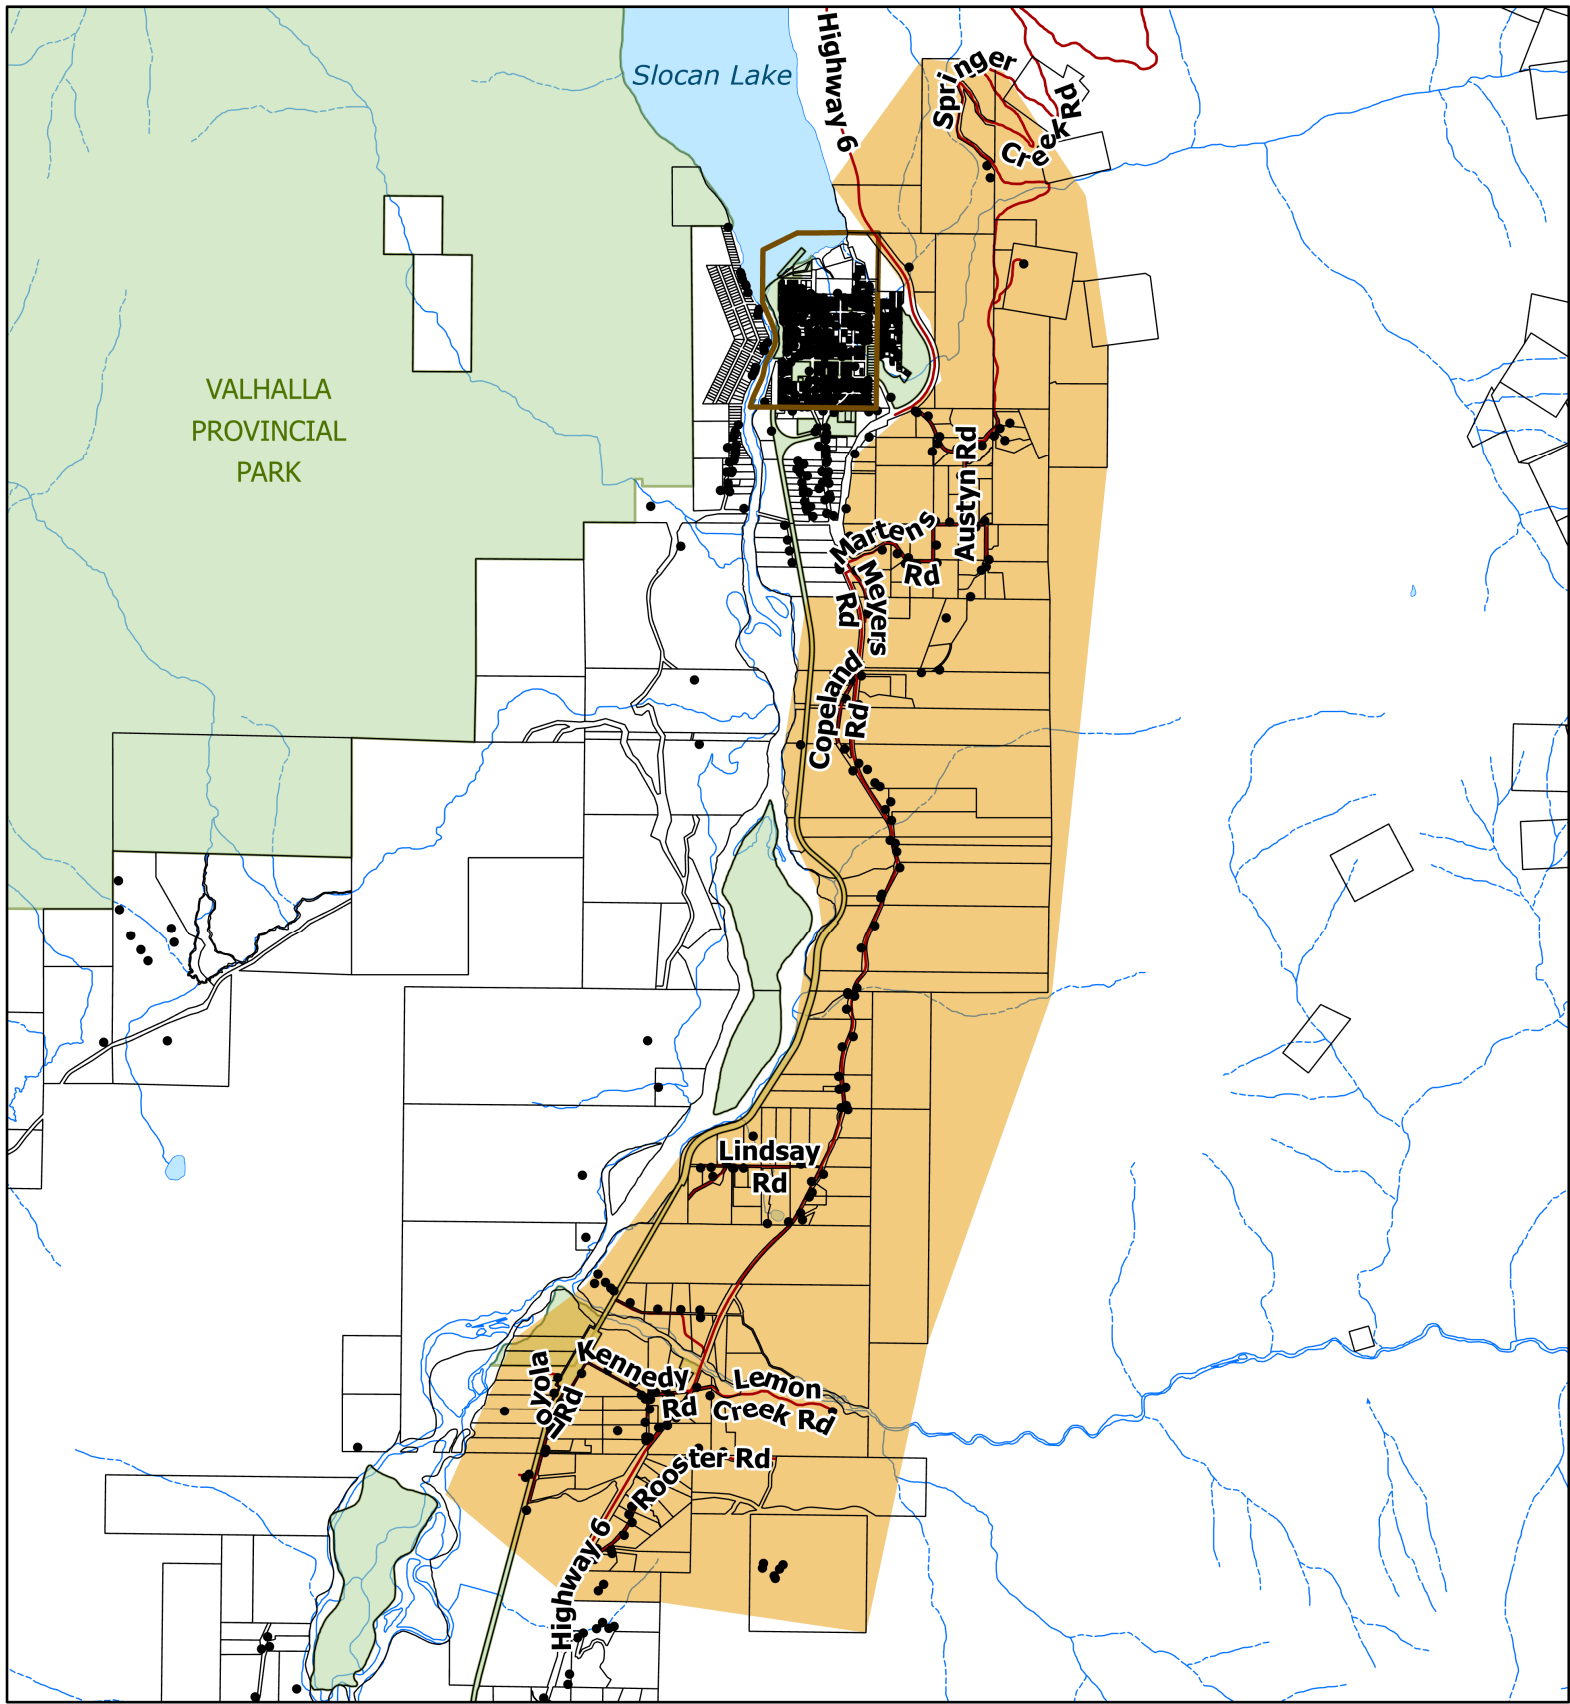 Highway 6
Springer
Creek
Rd
Slocan Lake
VALHALLA
PROVINCIAL
PARK
Austyn Rd
Martens
Rd
Meyers
Rd
Copeland
Rd
Lindsay
Rd
Kennedy
Rd
Loyola
Rd
Lemon
Creek Rd
Rooster Rd
Highway 6